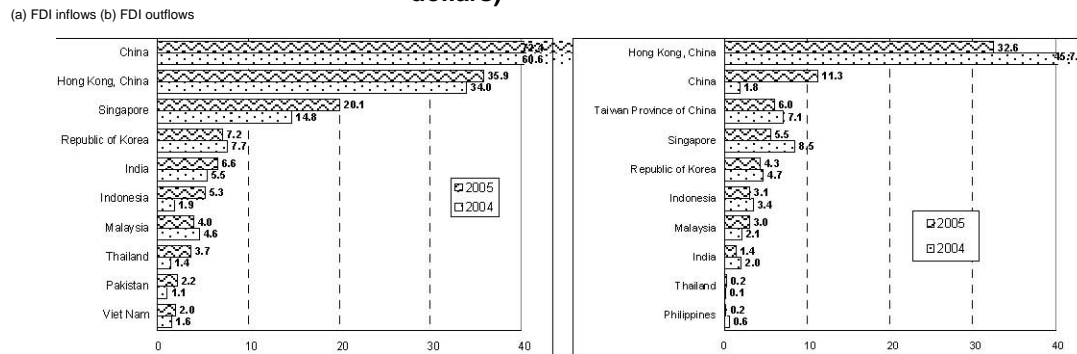 dollars)
(a) FDI inflows (b) FDI outflows
China
72.4
60.6
Hong Kong, China
35.9
34.0
Singapore
20.1
14.8
Republic of Korea
7.2
7.7
India
6.6
5.5
Indonesia
5.3
1.9
Malaysia
4.0
4.6
Thailand
3.7
1.4
Pakistan
2.2
1.1
Viet Nam
2.0
1.6
2005
2004
0 10 20 30 40
Hong Kong, China
32.6
45.7
China
11.3
1.8
Taiwan Province of China
6.0
7.1
Singapore
5.5
8.5
Republic of Korea
4.3
4.7
Indonesia
3.1
3.4
Malaysia
3.0
2.1
India
1.4
2.0
Thailand
0.2
0.1
Philippines
0.2
0.6
2005
2004
0 10 20 30 40